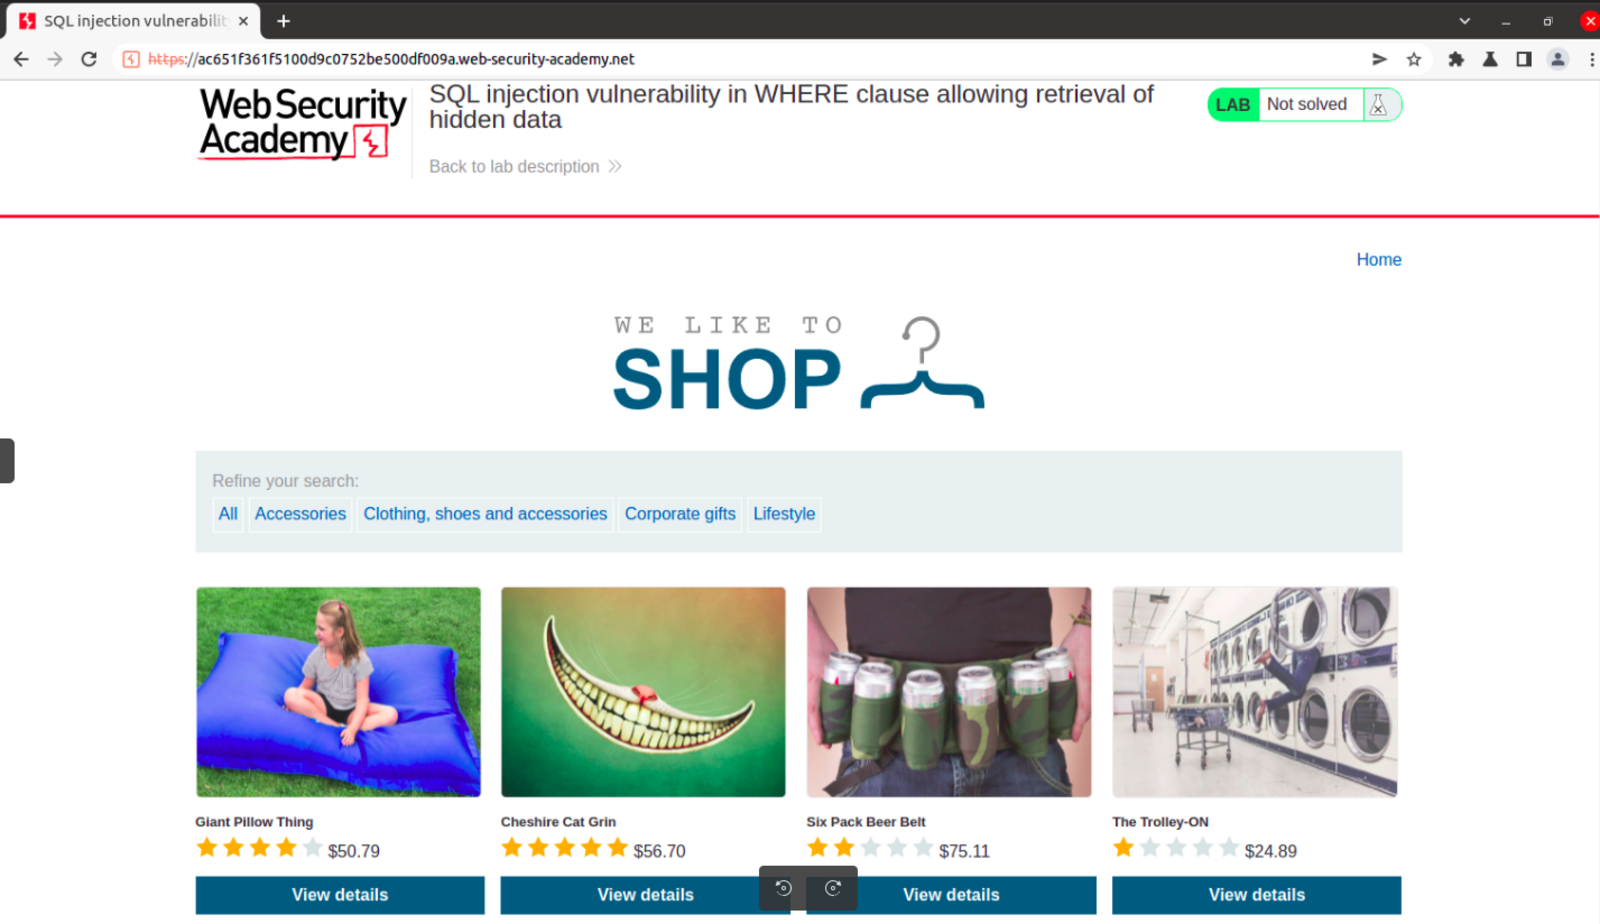 SQL injection vulnerabilit
https://ac651f361f5100d9c0752be500df009a.web-security-academy.net
Web Security
Academy
SQL injection vulnerability in WHERE clause allowing retrieval of
hidden data
Back to lab description
LAB Not solved
Home
WE LIKE TO
SHOP
Refine your search:
All Accessories Clothing, shoes and accessories Corporate gifts Lifestyle
Giant Pillow Thing
$50.79
View details
Cheshire Cat Grin
$56.70
View details
Six Pack Beer Belt
$75.11
View details
The Trolley-ON
$24.89
View details